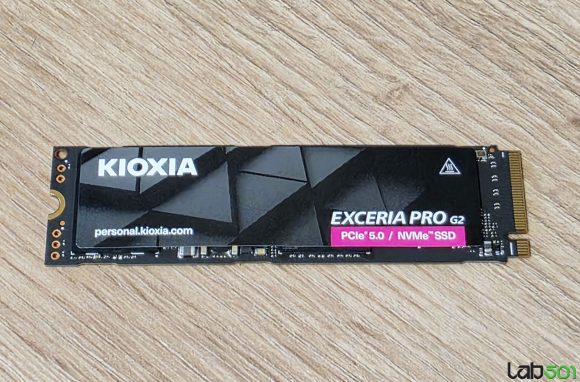 KIOXIA
EXCERIA PRO G2
personal.kioxia.com
PCIe® 5.0 / NVMe™ SSD
lab501